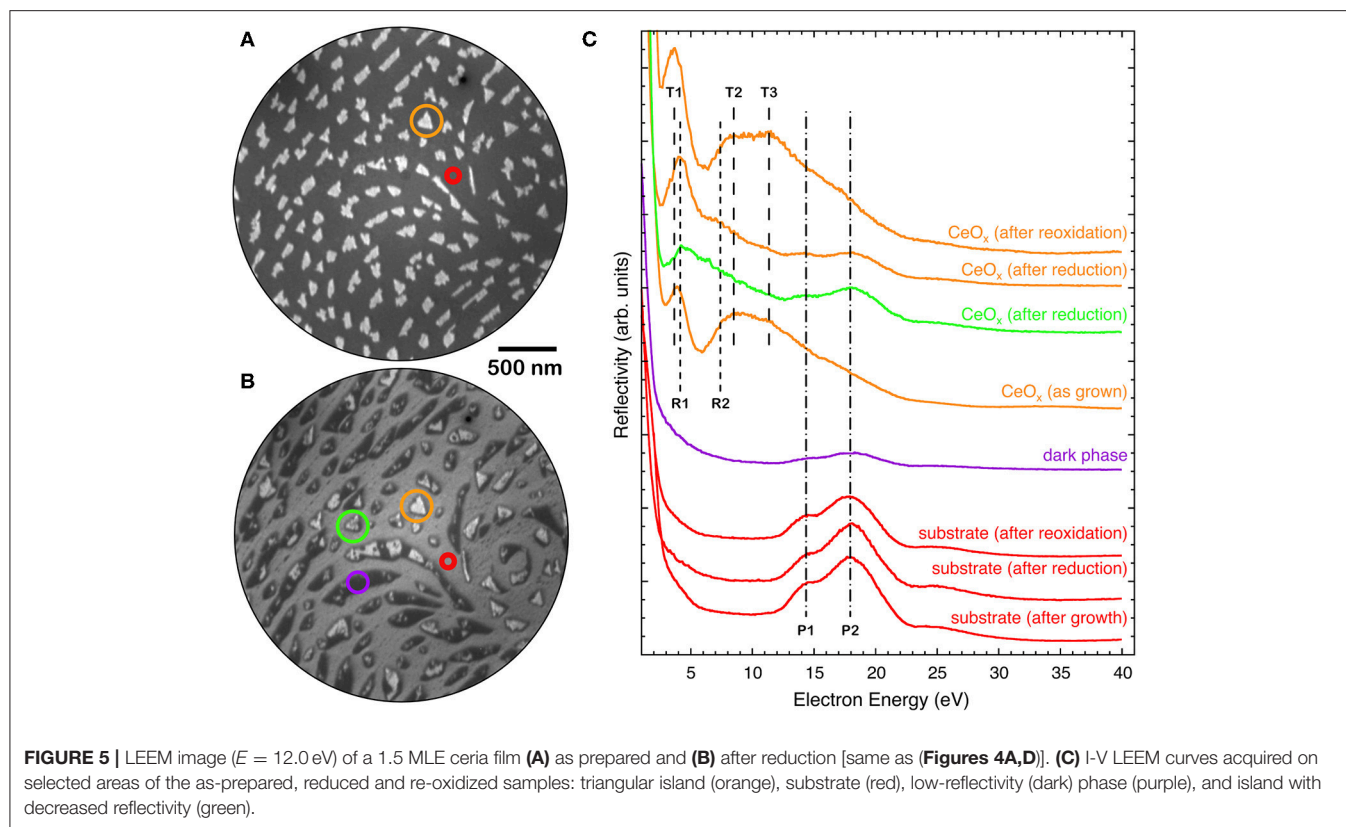 A
500 nm
B
C
Reflectivity (arb. units)
T1
T2
T3
CeOx (after reoxidation)
CeOx (after reduction)
CeOx (after reduction)
CeOx (as grown)
R1
R2
dark phase
substrate (after reoxidation)
substrate (after reduction)
substrate (after growth)
P1
P2
5
10
15
20
25
30
35
40
Electron Energy (eV)
FIGURE 5 | LEEM image (E = 12.0 eV) of a 1.5 MLE ceria film (A) as prepared and (B) after reduction [same as (Figures 4A,D)]. (C) I-V LEEM curves acquired on
selected areas of the as-prepared, reduced and re-oxidized samples: triangular island (orange), substrate (red), low-reflectivity (dark) phase (purple), and island with
decreased reflectivity (green).